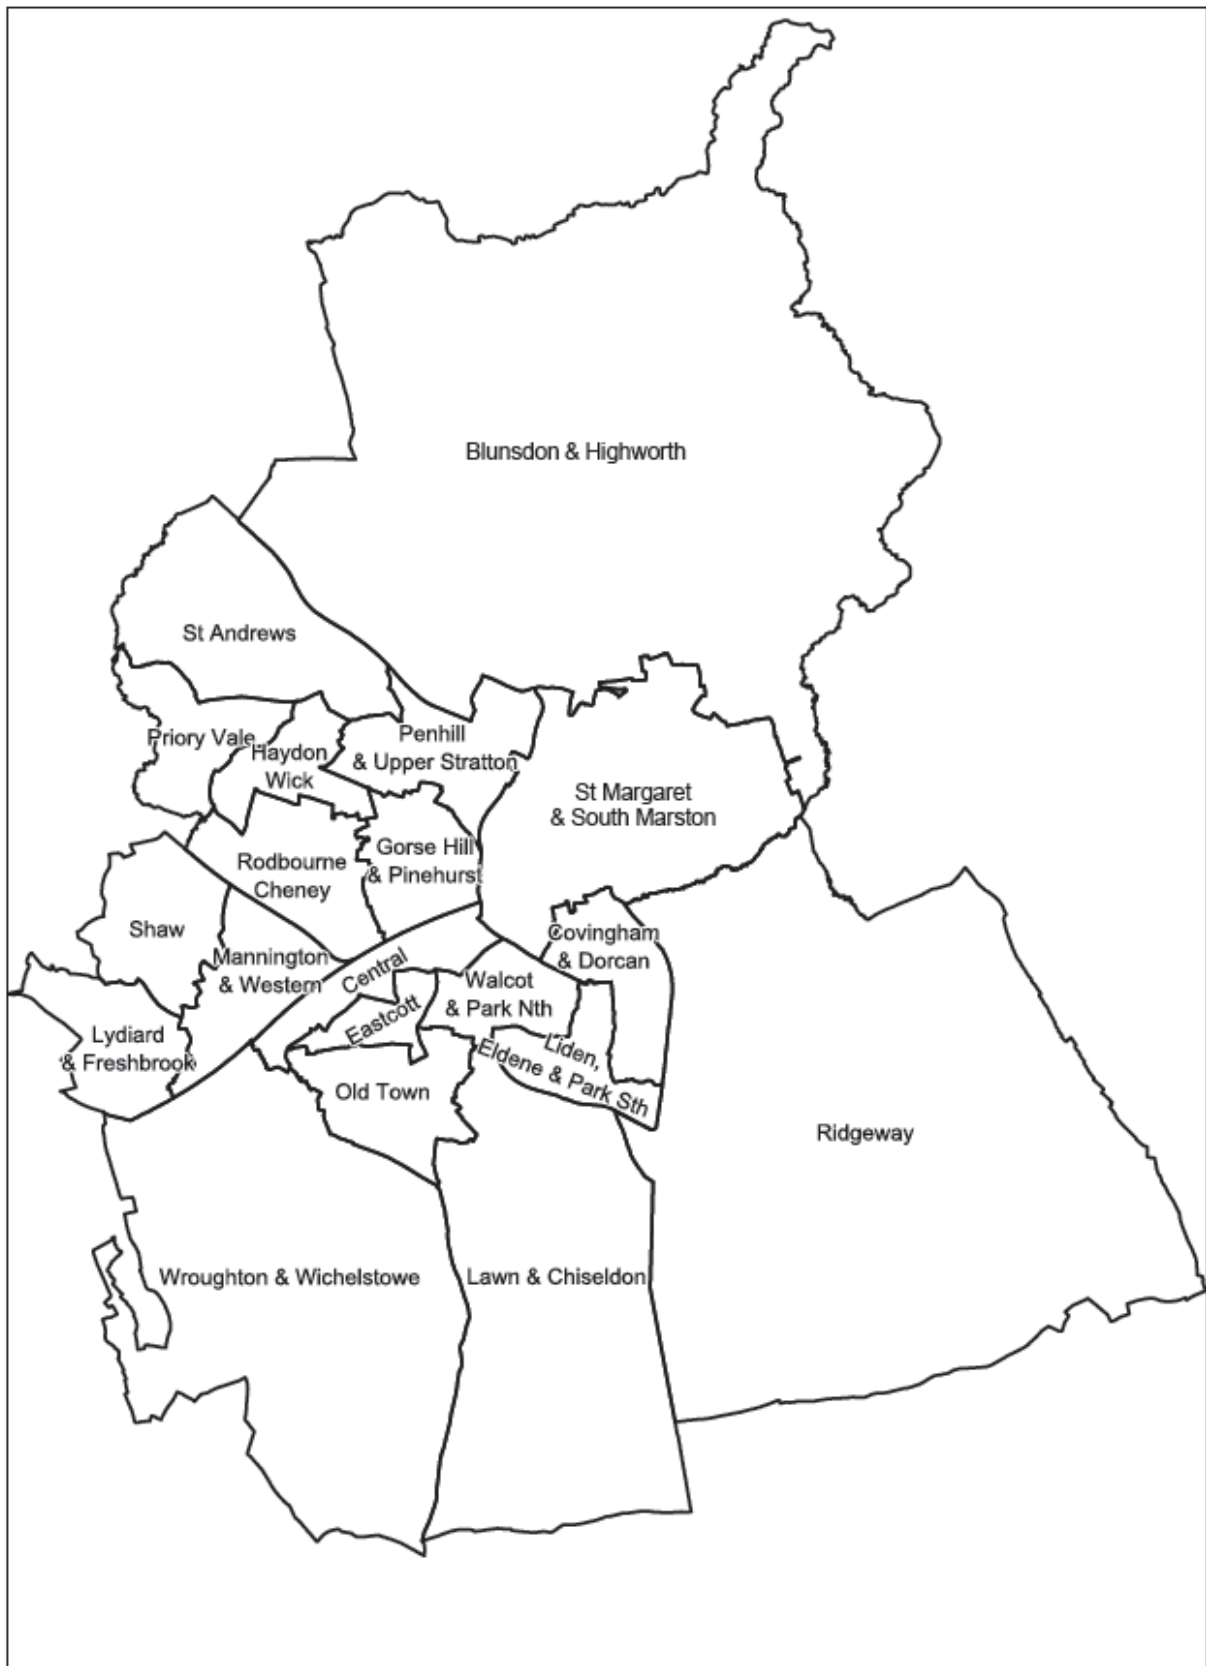 Blunsdon & Highworth
St Andrews
Priory Vale
Haydon
Wick
Penhill
& Upper Stratton
St Margaret
& South Marston
Rodbourne
Cheney
Gorse Hill
& Pinehurst
Shaw
Mannington
& Western
Central
Covingham
& Dorcan
Walcot
& Park Nth
Eastcott
Lydiard
& Freshbrook
Liden,
Eldene & Park Sth
Old Town
Ridgeway
Wroughton & Wichelstowe
Lawn & Chiseldon